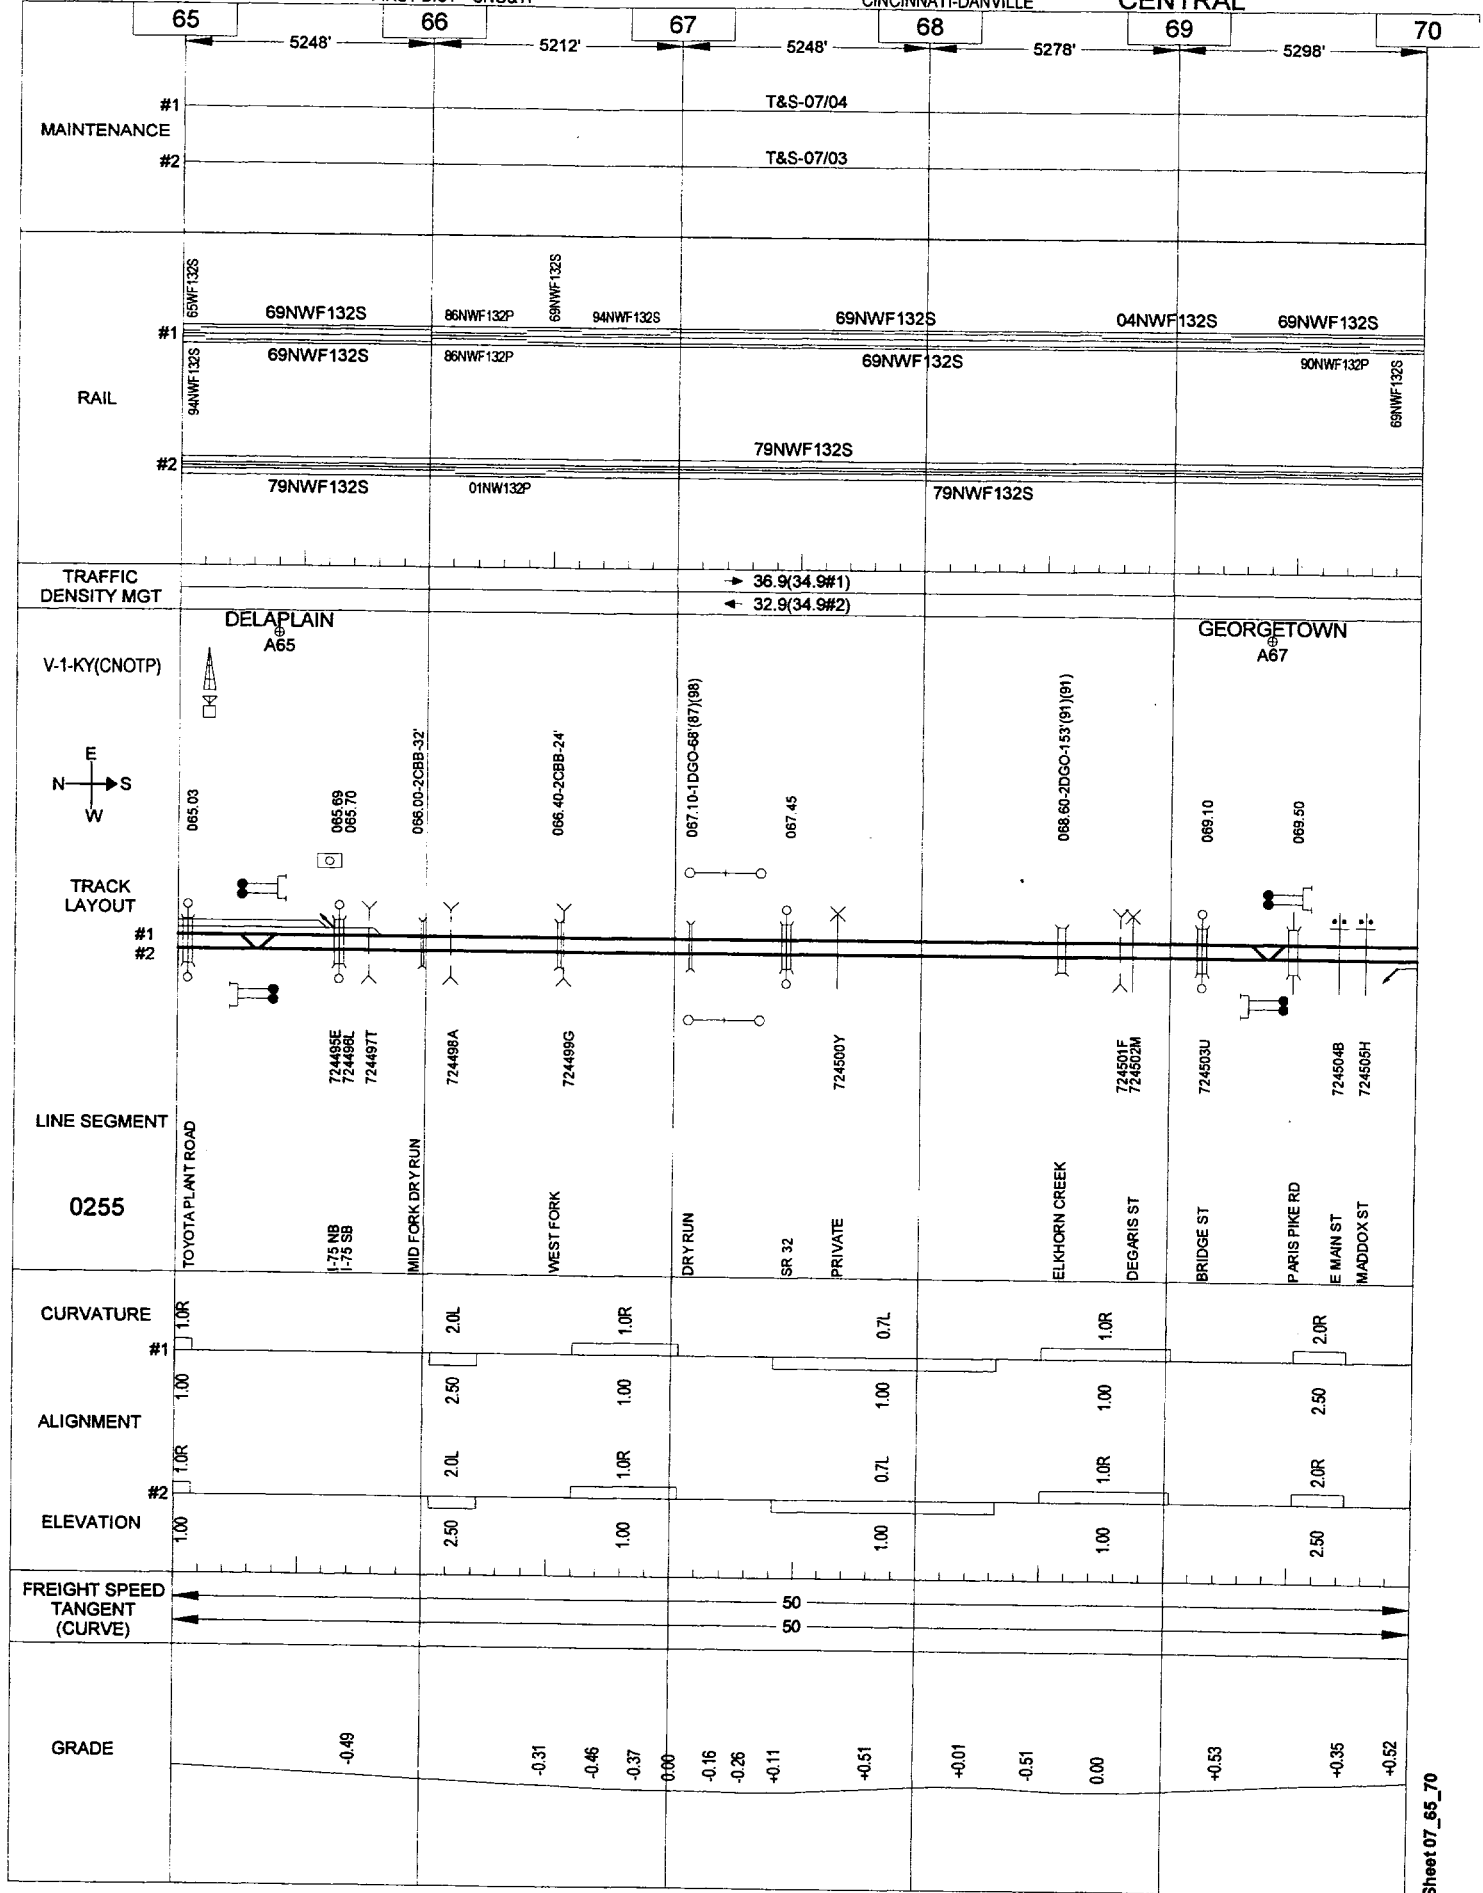 CINCINNATI-DANVILLE
CENTRAL
65 66 67 68 69 70
5248' 5212' 5248' 5278' 5298'
MAINTENANCE
#1 T&S-07/04
#2 T&S-07/03
RAIL
65WF132S
69NWF132S
69NWF132S 86NWF132P 94NWF132S 69NWF132S 04NWF132S 69NWF132S
#1
69NWF132S 86NWF132P 69NWF132S 90NWF132P
94NWF132S
69NWF132S
79NWF132S
#2
79NWF132S 01NW132P 79NWF132S
TRAFFIC
DENSITY MGT
36.9(34.9#1)
32.9(34.9#2)
DELAPLAIN
A65
GEORGETOWN
A67
V-1-KY(CNOTP)
E
N S
W
065.03
065.69
065.70
066.00-2CBB-32'
066.40-2CBB-24'
067.10-1DGO-68'(87)(98)
067.45
068.60-2DGO-153'(91)(91)
069.10
069.50
TRACK
LAYOUT
#1
#2
724495E
724496L
724497T
724498A
724499G
724500Y
724501F
724502M
724503U
724504B
724505H
LINE SEGMENT
0255
TOYOTA PLANT ROAD
I-75 NB
I-75 SB
MID FORK DRY RUN
WEST FORK
DRY RUN
SR 32
PRIVATE
ELKHORN CREEK
DEGARIS ST
BRIDGE ST
PARIS PIKE RD
E MAIN ST
MADDOX ST
CURVATURE
1.0R 2.0L 1.0R 0.7L 1.0R 2.0R
#1
1.00 2.50 1.00 1.00 1.00 2.50
ALIGNMENT
1.0R 2.0L 1.0R 0.7L 1.0R 2.0R
#2
ELEVATION
1.00 2.50 1.00 1.00 1.00 2.50
FREIGHT SPEED
TANGENT
(CURVE)
50
50
GRADE
-0.49 -0.31 -0.46 -0.37 0.00 -0.16 -0.26 +0.11 +0.51 +0.01 -0.51 0.00 +0.53 +0.35 +0.52
Sheet 07_65_70